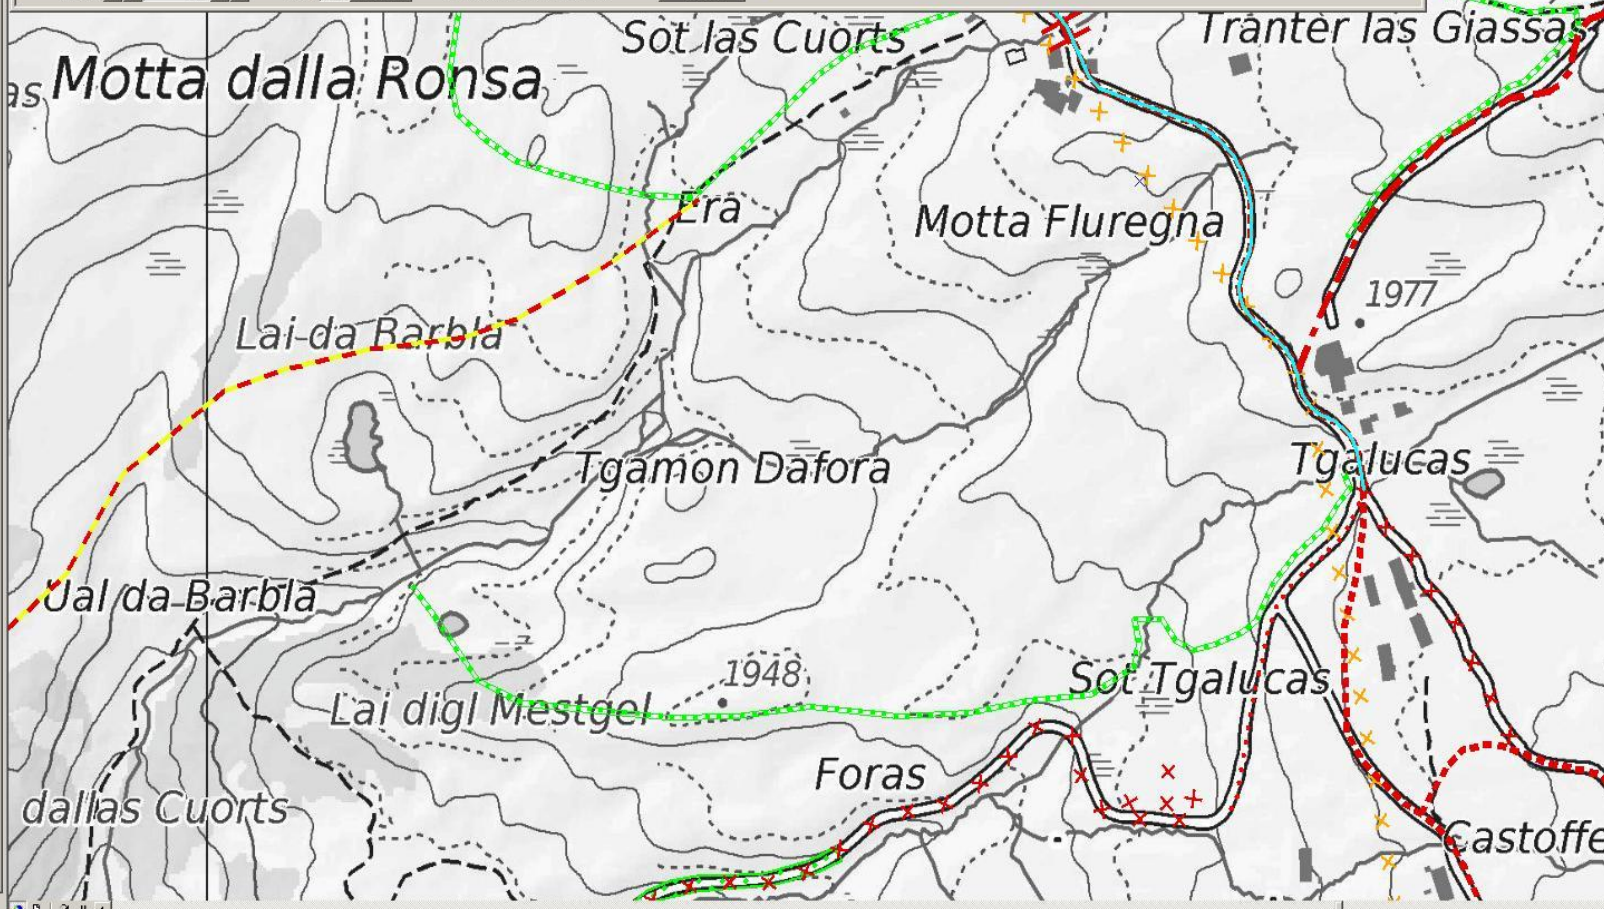 Sot las Cuorts
Tranter las Giassas
as
Motta dalla Ronsa
Era
Motta Fluregna
1977
Lai da Barbla
Tgamon Dafora
Tgalucas
Ual da Barbla
1948
Sot Tgalucas
Lai digl Mestgel
Foras
dallas Cuorts
Castoffe